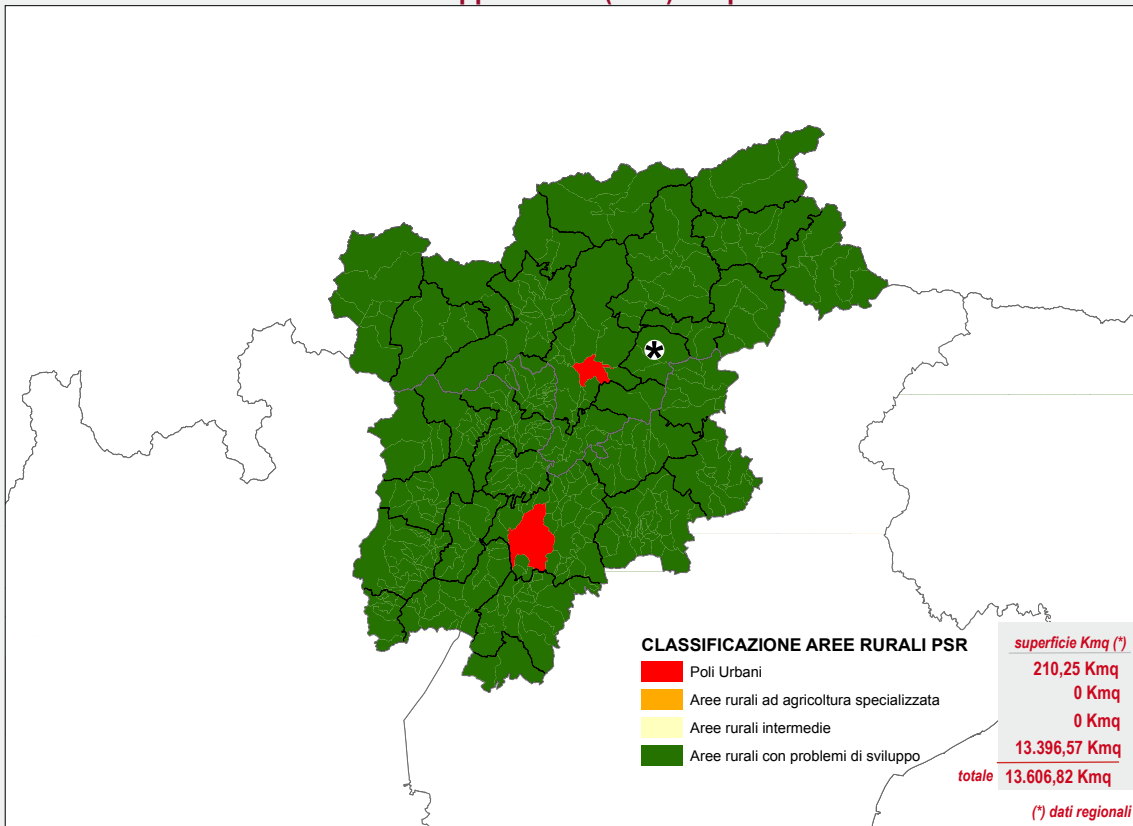 CLASSIFICAZIONE AREE RURALI PSR
superficie Kmq (*)
Poli Urbani
210,25 Kmq
Aree rurali ad agricoltura specializzata
0 Kmq
Aree rurali intermedie
0 Kmq
Aree rurali con problemi di sviluppo
13.396,57 Kmq
totale 13.606,82 Kmq
(*) dati regionali